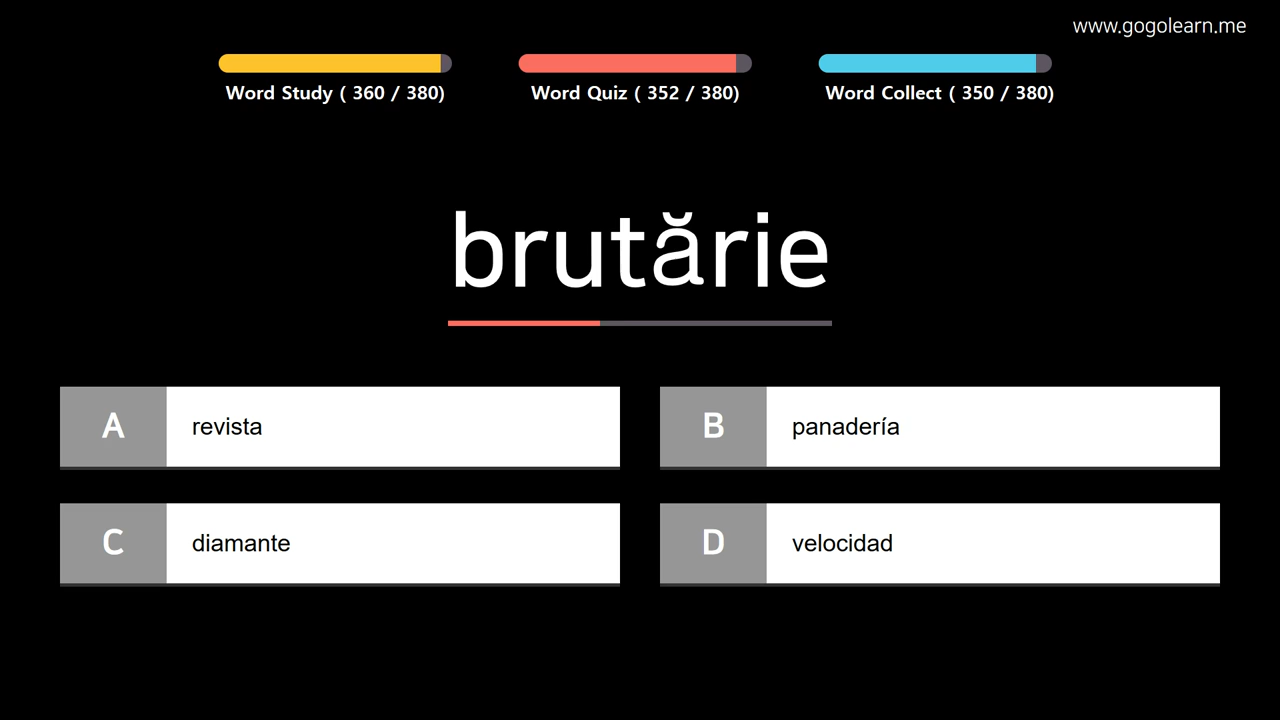 www.gogolearn.me
Word Study ( 360 / 380)
Word Quiz ( 352 / 380)
Word Collect ( 350 / 380)
brutărie
A revista
B panadería
C diamante
D velocidad